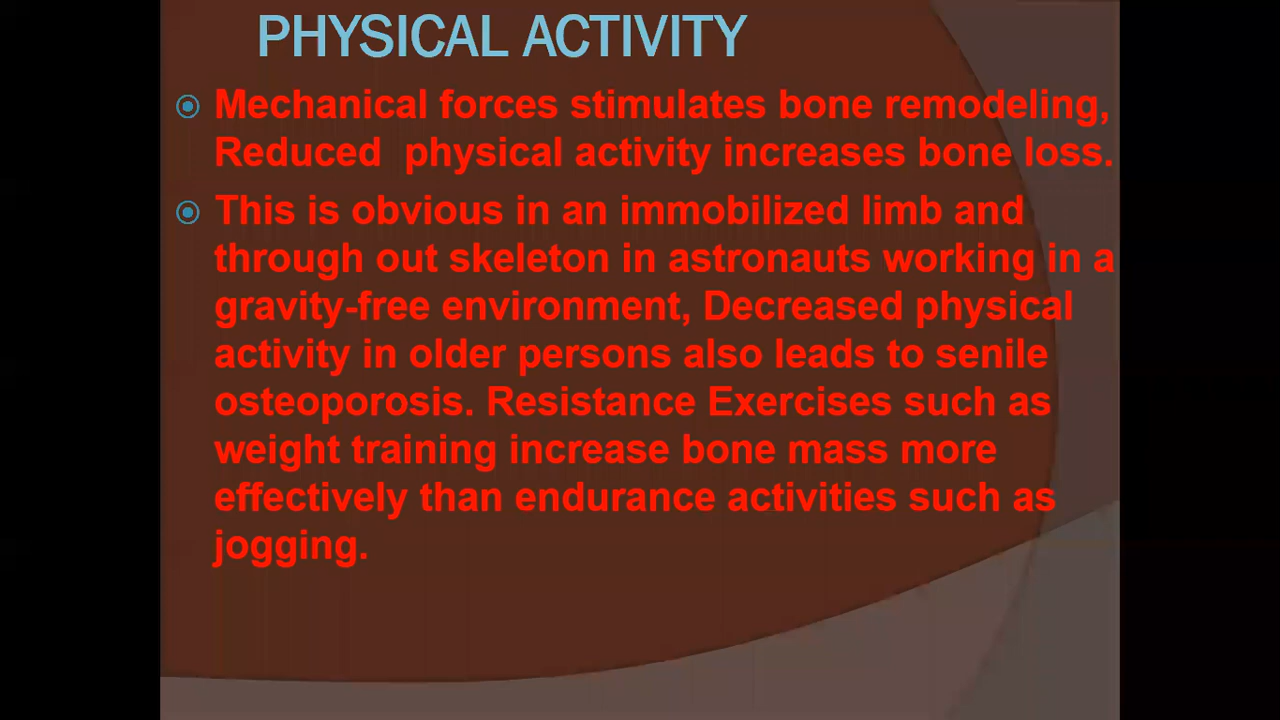 PHYSICAL ACTIVITY
Mechanical forces stimulates bone remodeling,
Reduced  physical activity increases bone loss.
This is obvious in an immobilized limb and
through out skeleton in astronauts working in a
gravity-free environment, Decreased physical
activity in older persons also leads to senile
osteoporosis. Resistance Exercises such as
weight training increase bone mass more
effectively than endurance activities such as
jogging.